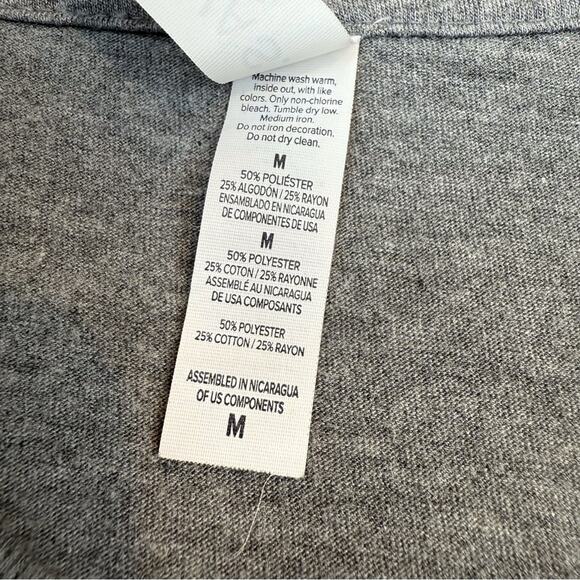 Machine wash warm,
inside out, with like
colors. Only non-chlorine
bleach. Tumble dry low.
Medium iron.
Do not iron decoration.
Do not dry clean.
M
50% POLIÉSTER
25% ALGODÓN / 25% RAYON
ENSAMBLADO EN NICARAGUA
DE COMPONENTES DE USA
M
50% POLYESTER
25% COTON / 25% RAYONNE
ASSEMBLÉ AU NICARAGUA
DE USA COMPOSANTS
50% POLYESTER
25% COTTON / 25% RAYON
ASSEMBLED IN NICARAGUA
OF US COMPONENTS
M